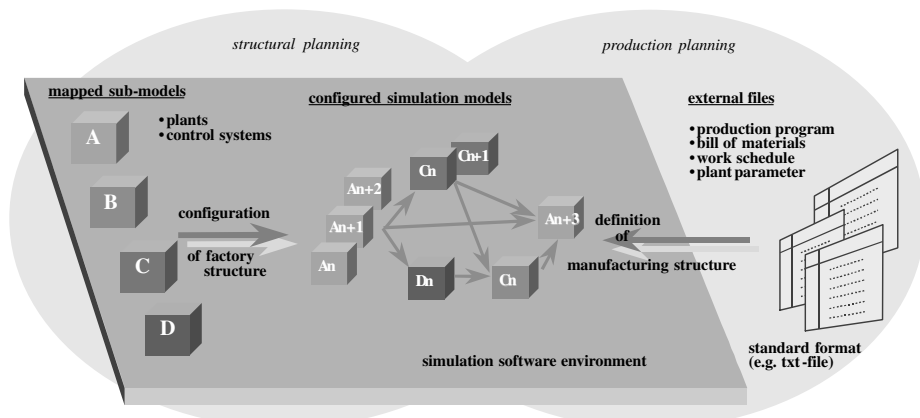 structural planning
production planning
mapped sub-models
• plants
• control systems
A
B
C
D
configuration
of factory
structure
configured simulation models
Cn+1
Cn
An+2
An+1
An
An+3
Dn
Cn
definition
of
manufacturing structure
simulation software environment
external files
• production program
• bill of materials
• work schedule
• plant parameter
standard format
(e.g. txt-file)